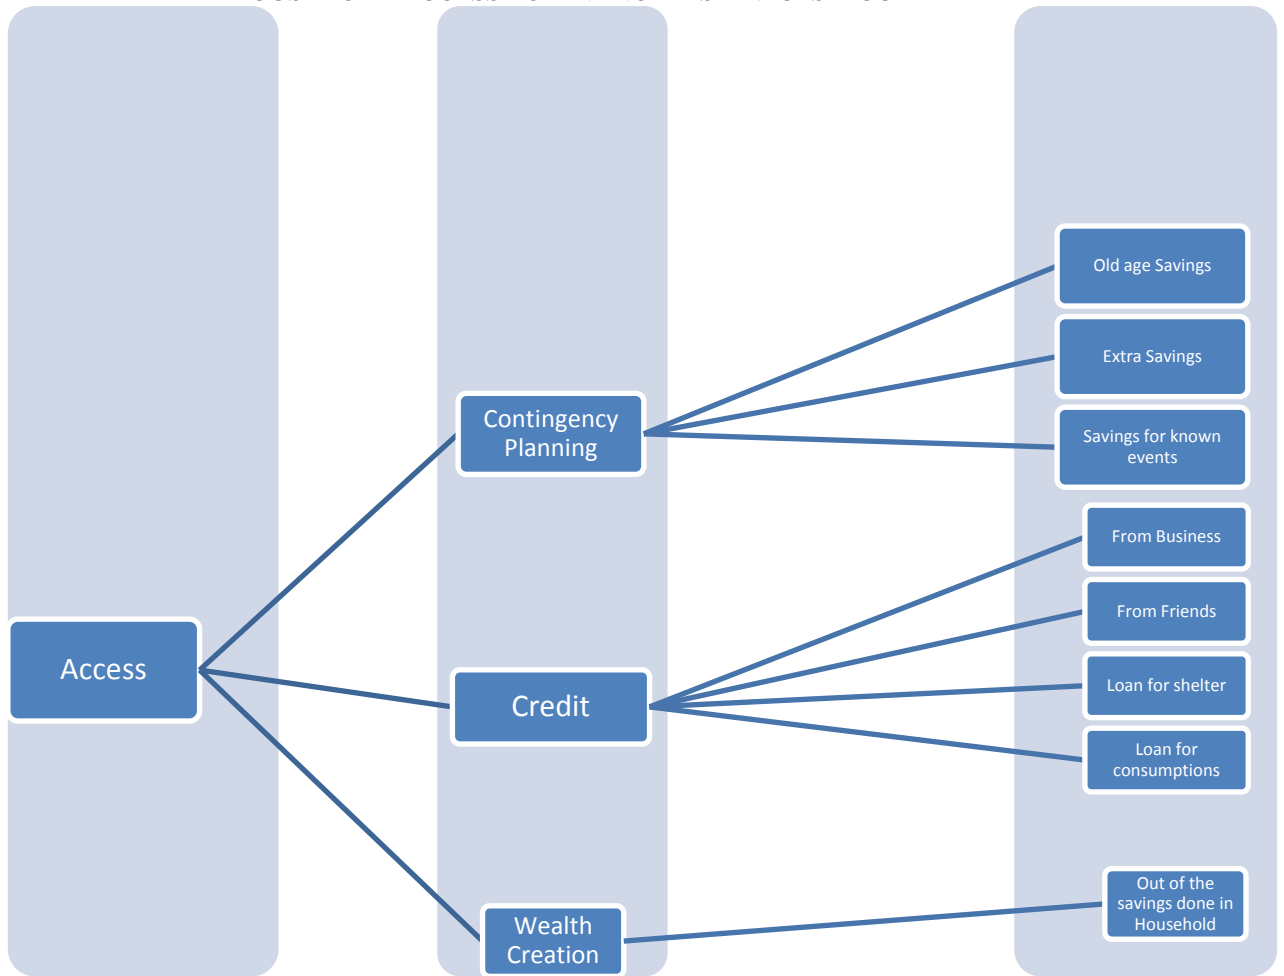 Access
Contingency
Planning
Credit
Wealth
Creation
Old age Savings
Extra Savings
Savings for known
events
From Business
From Friends
Loan for shelter
Loan for
consumptions
Out of the
savings done in
Household